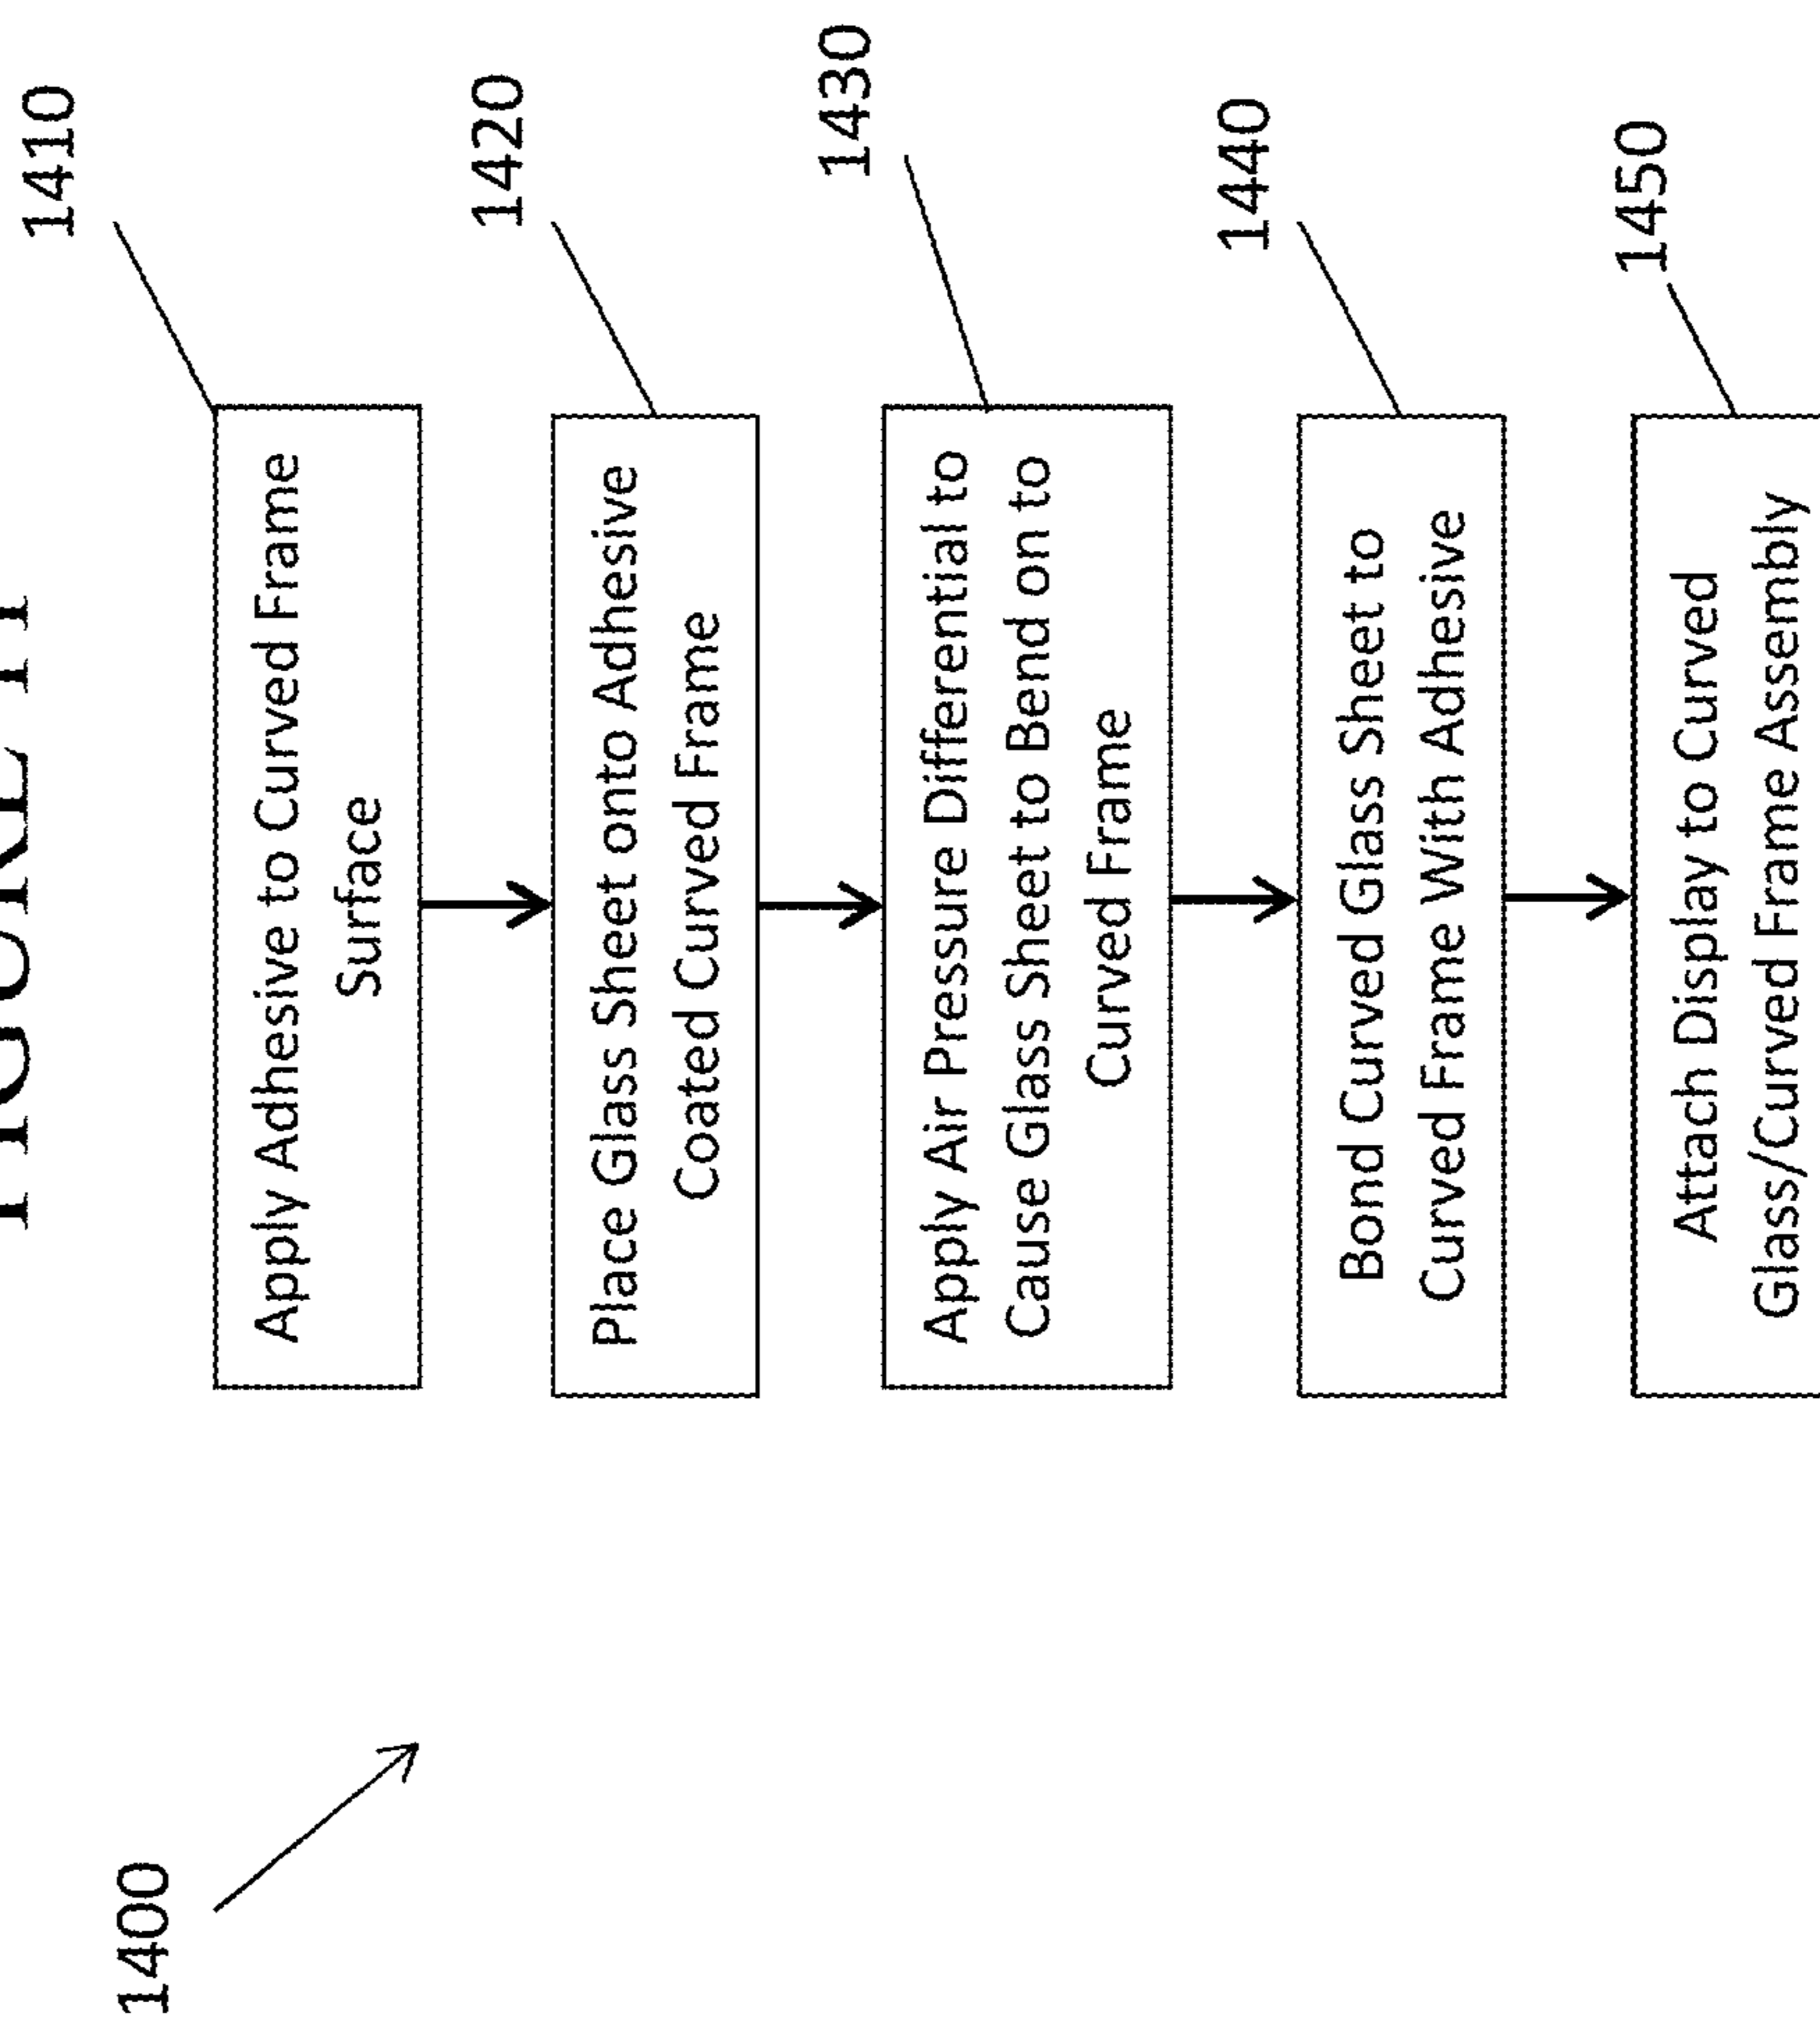 1400
1410
Apply Adhesive to Curved Frame
Surface
1420
Place Glass Sheet onto Adhesive
Coated Curved Frame
1430
Apply Air Pressure Differential to
Cause Glass Sheet to Bend on to
Curved Frame
1440
Bond Curved Glass Sheet to
Curved Frame With Adhesive
1450
Attach Display to Curved
Glass/Curved Frame Assembly